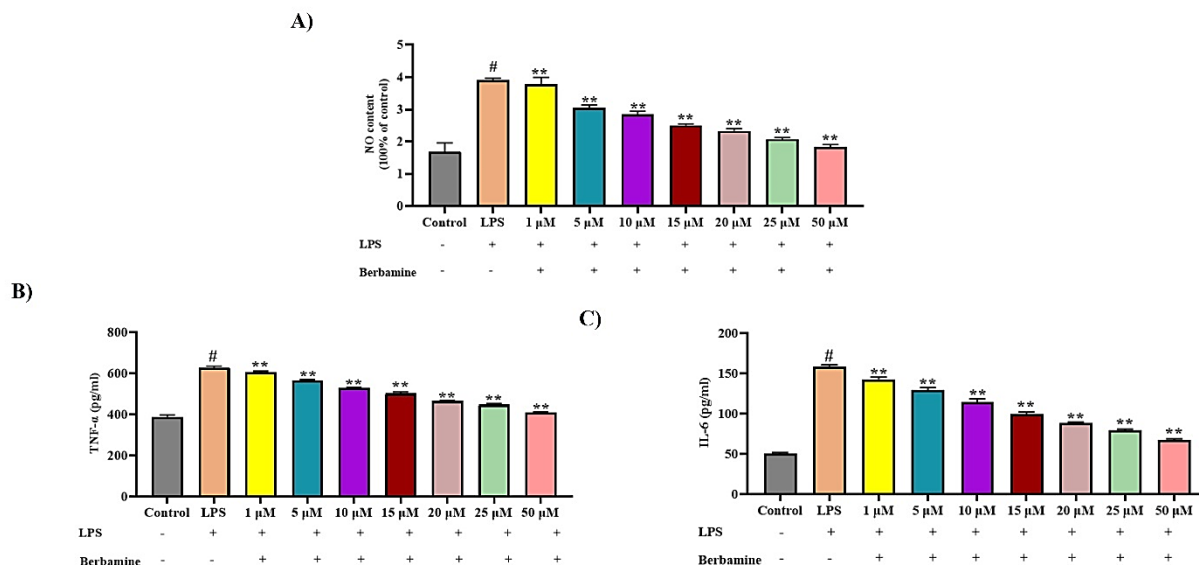 A)
NO content
(100% of control)
5
4
3
2
1
0
# ** ** ** ** ** ** **
Control LPS 1 μM 5 μM 10 μM 15 μM 20 μM 25 μM 50 μM
LPS - + + + + + + + +
Berbamine - - + + + + + + +
B)
TNF-α (pg/ml)
800
600
400
200
0
# ** ** ** ** ** ** **
Control LPS 1 μM 5 μM 10 μM 15 μM 20 μM 25 μM 50 μM
LPS - + + + + + + + +
Berbamine - - + + + + + + +
C)
IL-6 (pg/ml)
200
150
100
50
0
# ** ** ** ** ** ** **
Control LPS 1 μM 5 μM 10 μM 15 μM 20 μM 25 μM 50 μM
LPS - + + + + + + + +
Berbamine - - + + + + + + +